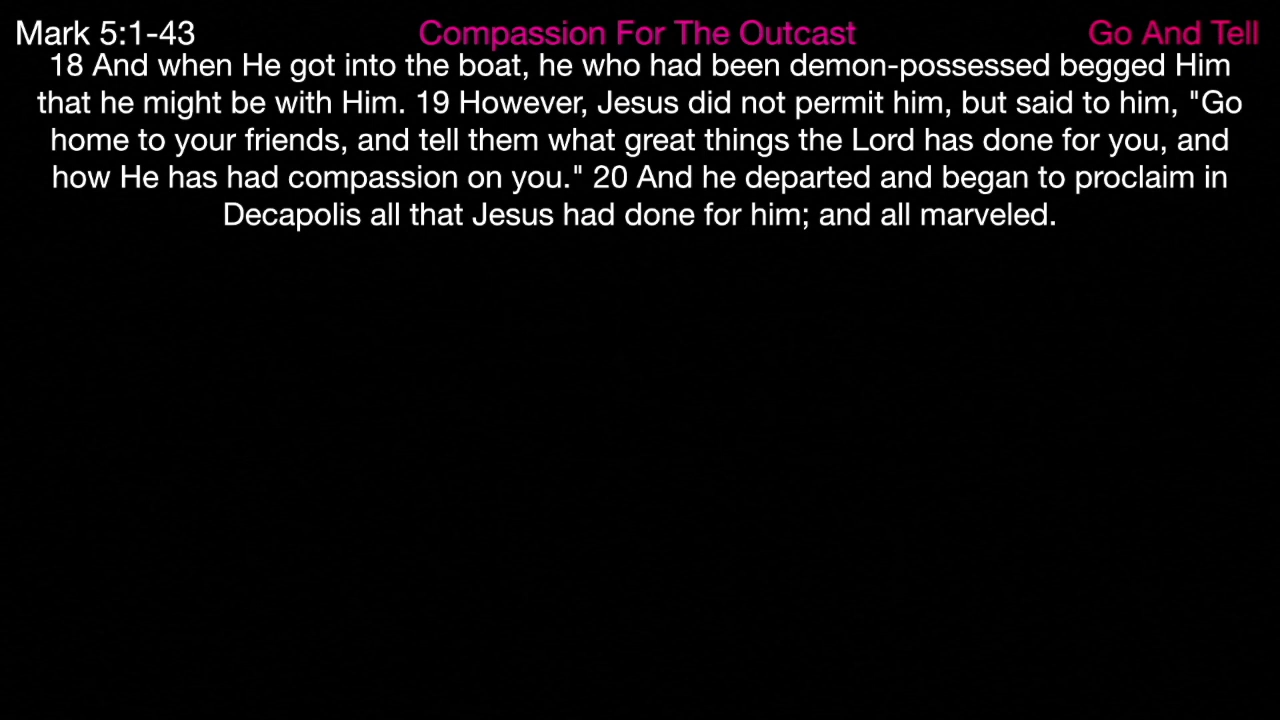 Mark 5:1-43 Compassion For The Outcast Go And Tell
18 And when He got into the boat, he who had been demon-possessed begged Him
that he might be with Him. 19 However, Jesus did not permit him, but said to him, "Go
home to your friends, and tell them what great things the Lord has done for you, and
how He has had compassion on you." 20 And he departed and began to proclaim in
Decapolis all that Jesus had done for him; and all marveled.